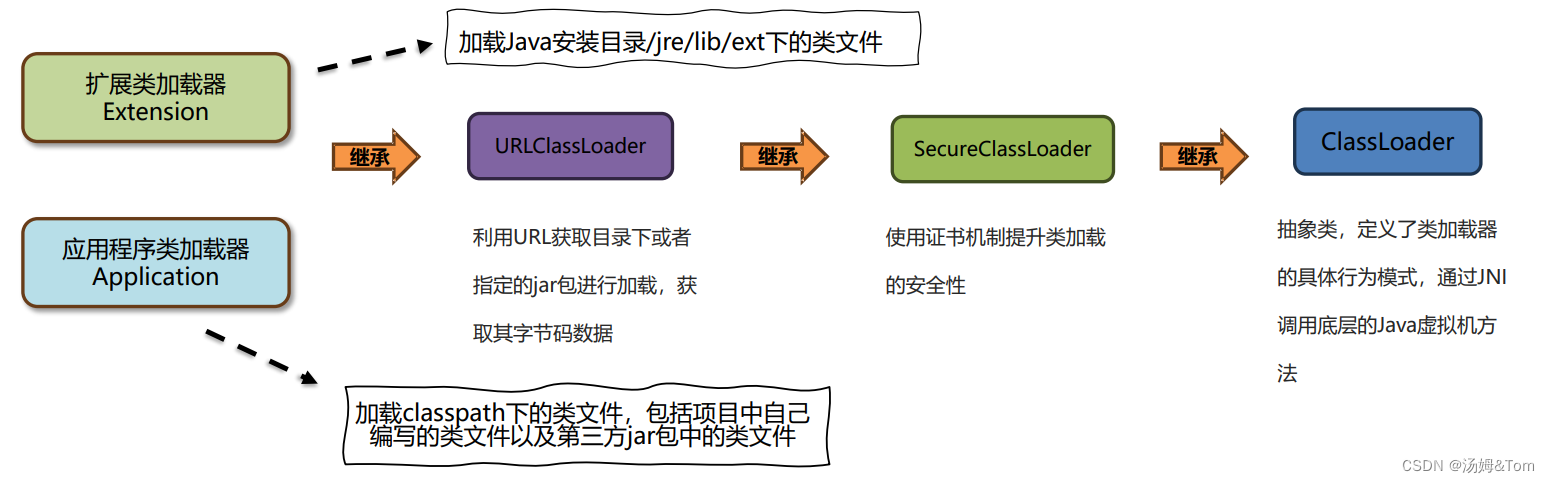 加载Java安装目录/jre/lib/ext下的类文件
扩展类加载器
Extension
继承
URLClassLoader
继承
SecureClassLoader
继承
ClassLoader
应用程序类加载器
Application
利用URL获取目录下或者
指定的jar包进行加载，获
取其字节码数据
使用证书机制提升类加载
的安全性
抽象类，定义了类加载器
的具体行为模式，通过JNI
调用底层的Java虚拟机方
法
加载classpath下的类文件，包括项目中自己
编写的类文件以及第三方jar包中的类文件
CSDN @汤姆&Tom